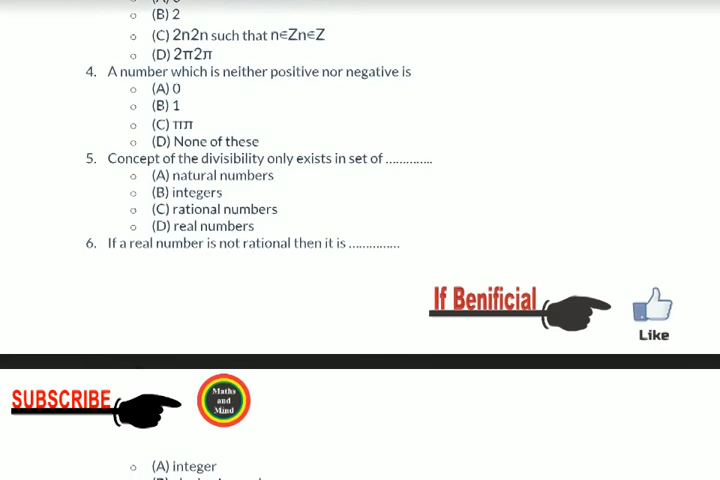 (B) 2
(C) 2n2n such that n∈Zn∈Z
(D) 2π2π
4. A number which is neither positive nor negative is
(A) 0
(B) 1
(C) ππ
(D) None of these
5. Concept of the divisibility only exists in set of ..............
(A) natural numbers
(B) integers
(C) rational numbers
(D) real numbers
6. If a real number is not rational then it is ...............
If Benificial
Like
SUBSCRIBE
Maths
and
Mind
(A) integer